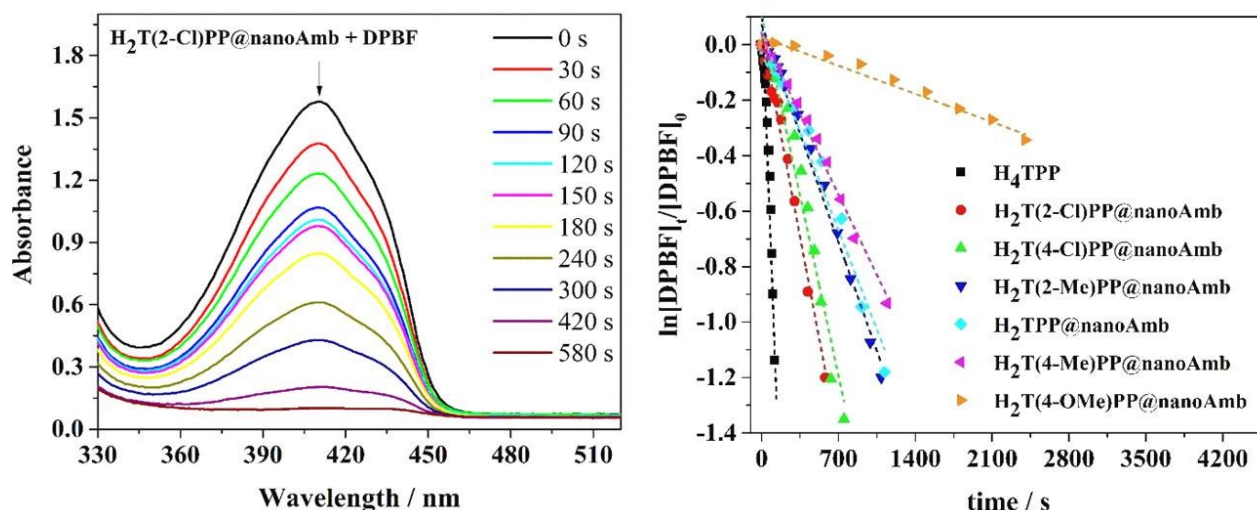 H2T(2-Cl)PP@nanoAmb + DPBF
0 s
30 s
60 s
90 s
120 s
150 s
180 s
240 s
300 s
420 s
580 s
Absorbance
1.8
1.5
1.2
0.9
0.6
0.3
0.0
330 360 390 420 450 480 510
Wavelength / nm
ln[DPBF]t/[DPBF]0
0.0
-0.2
-0.4
-0.6
-0.8
-1.0
-1.2
-1.4
H4TPP
H2T(2-Cl)PP@nanoAmb
H2T(4-Cl)PP@nanoAmb
H2T(2-Me)PP@nanoAmb
H2TPP@nanoAmb
H2T(4-Me)PP@nanoAmb
H2T(4-OMe)PP@nanoAmb
0 700 1400 2100 2800 3500 4200
time / s